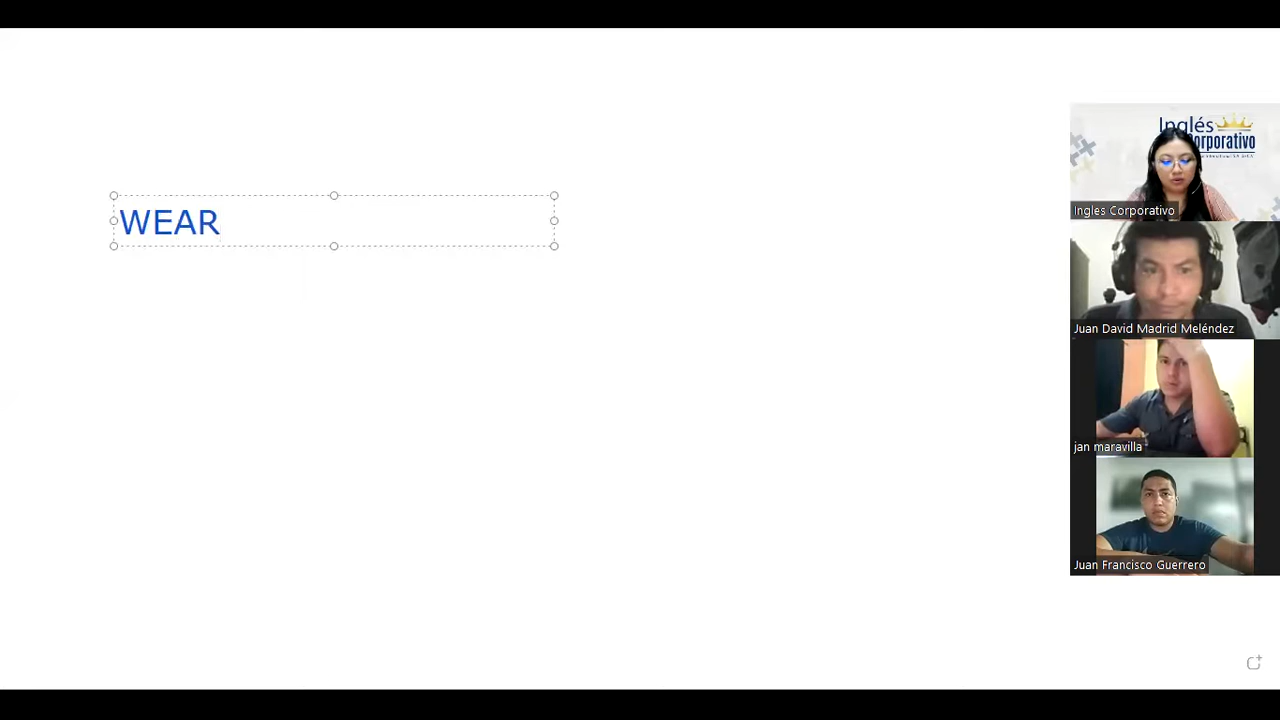 WEAR
Inglés
Corporativo
Ingles Corporativo
Juan David Madrid Meléndez
jan maravilla
Juan Francisco Guerrero